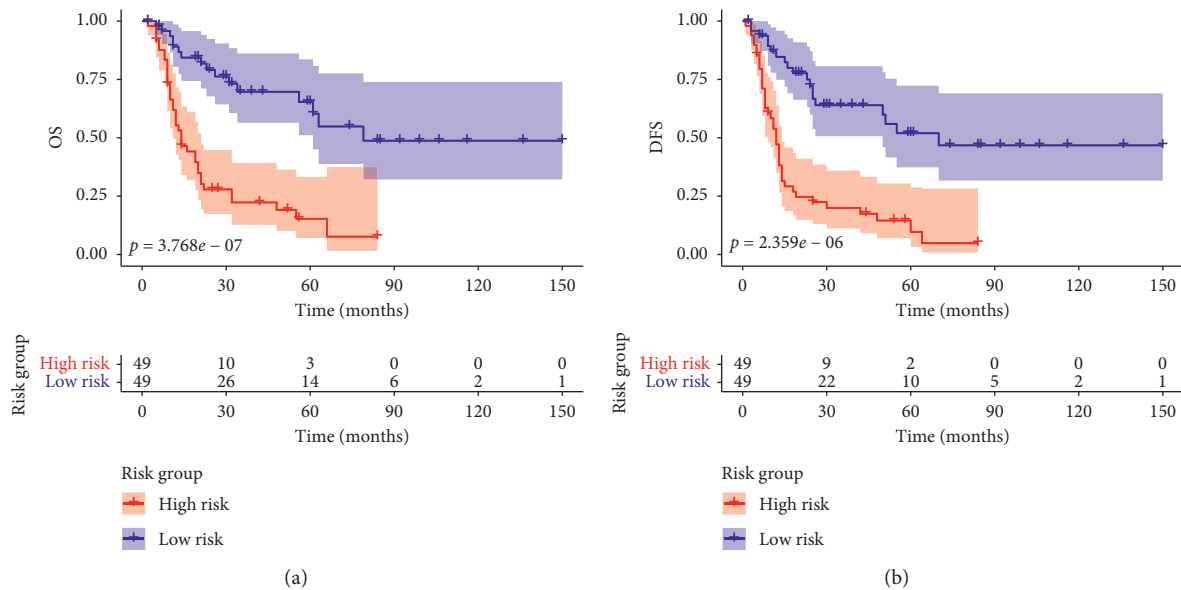 1.00
0.75
OS
0.50
0.25
0.00
p = 3.768e − 07
0 30 60 90 120 150
Time (months)
Risk group
High risk 49 10 3 0 0 0
Low risk 49 26 14 6 2 1
0 30 60 90 120 150
Time (months)
Risk group
High risk
Low risk
(a)
1.00
0.75
DFS
0.50
0.25
0.00
p = 2.359e − 06
0 30 60 90 120 150
Time (months)
Risk group
High risk 49 9 2 0 0 0
Low risk 49 22 10 5 2 1
0 30 60 90 120 150
Time (months)
Risk group
High risk
Low risk
(b)